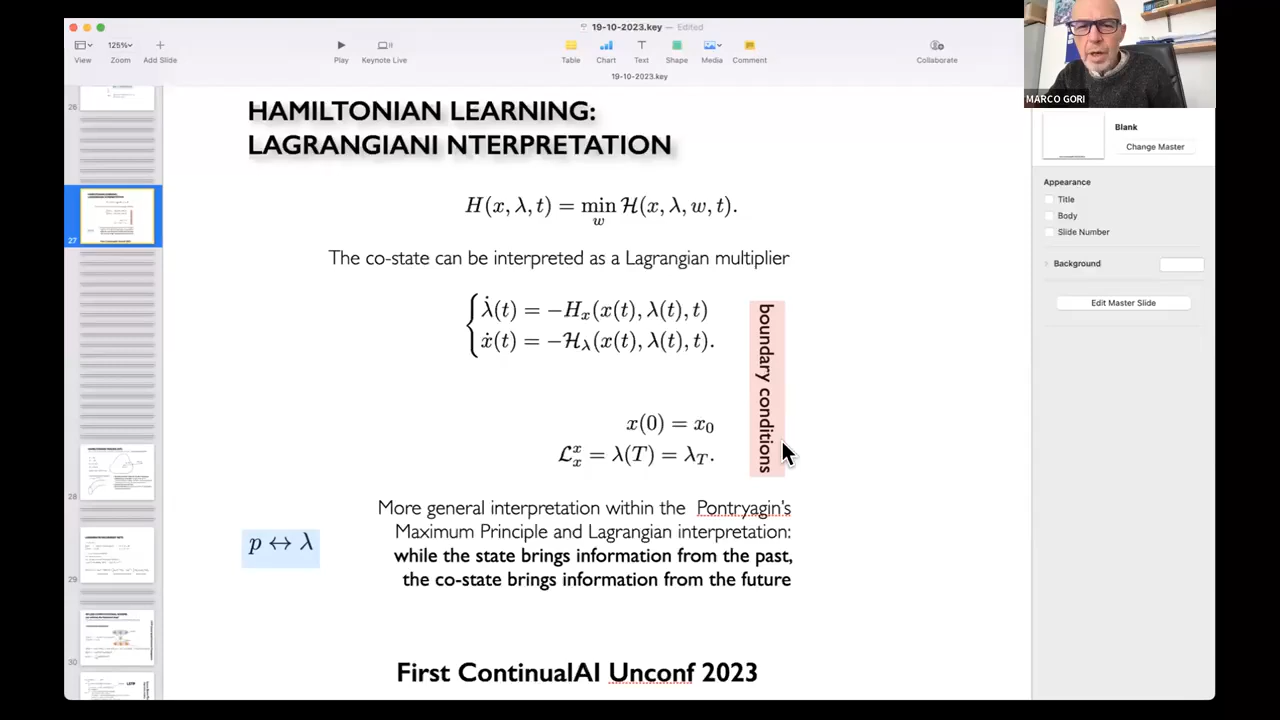 19-10-2023.key — Edited
125%
View
Zoom
Add Slide
Play
Keynote Live
Table
Chart
Text
Shape
Media
Comment
Collaborate
19-10-2023.key
MARCO GORI
26
27
28
29
30
HAMILTONIAN LEARNING:
LAGRANGIANI NTERPRETATION
H(x, λ, t) = min_w ℋ(x, λ, w, t).
The co-state can be interpreted as a Lagrangian multiplier
λ̇(t) = −H_x(x(t), λ(t), t)
ẋ(t) = −ℋ_λ(x(t), λ(t), t).
boundary conditions
x(0) = x₀
ℒ_x^x = λ(T) = λ_T.
More general interpretation within the Pontryagin's
Maximum Principle and Lagrangian interpretation:
while the state brings information from the past,
the co-state brings information from the future
p ↔ λ
First ContinualAI Unconf 2023
Blank
Change Master
Appearance
Title
Body
Slide Number
Background
Edit Master Slide